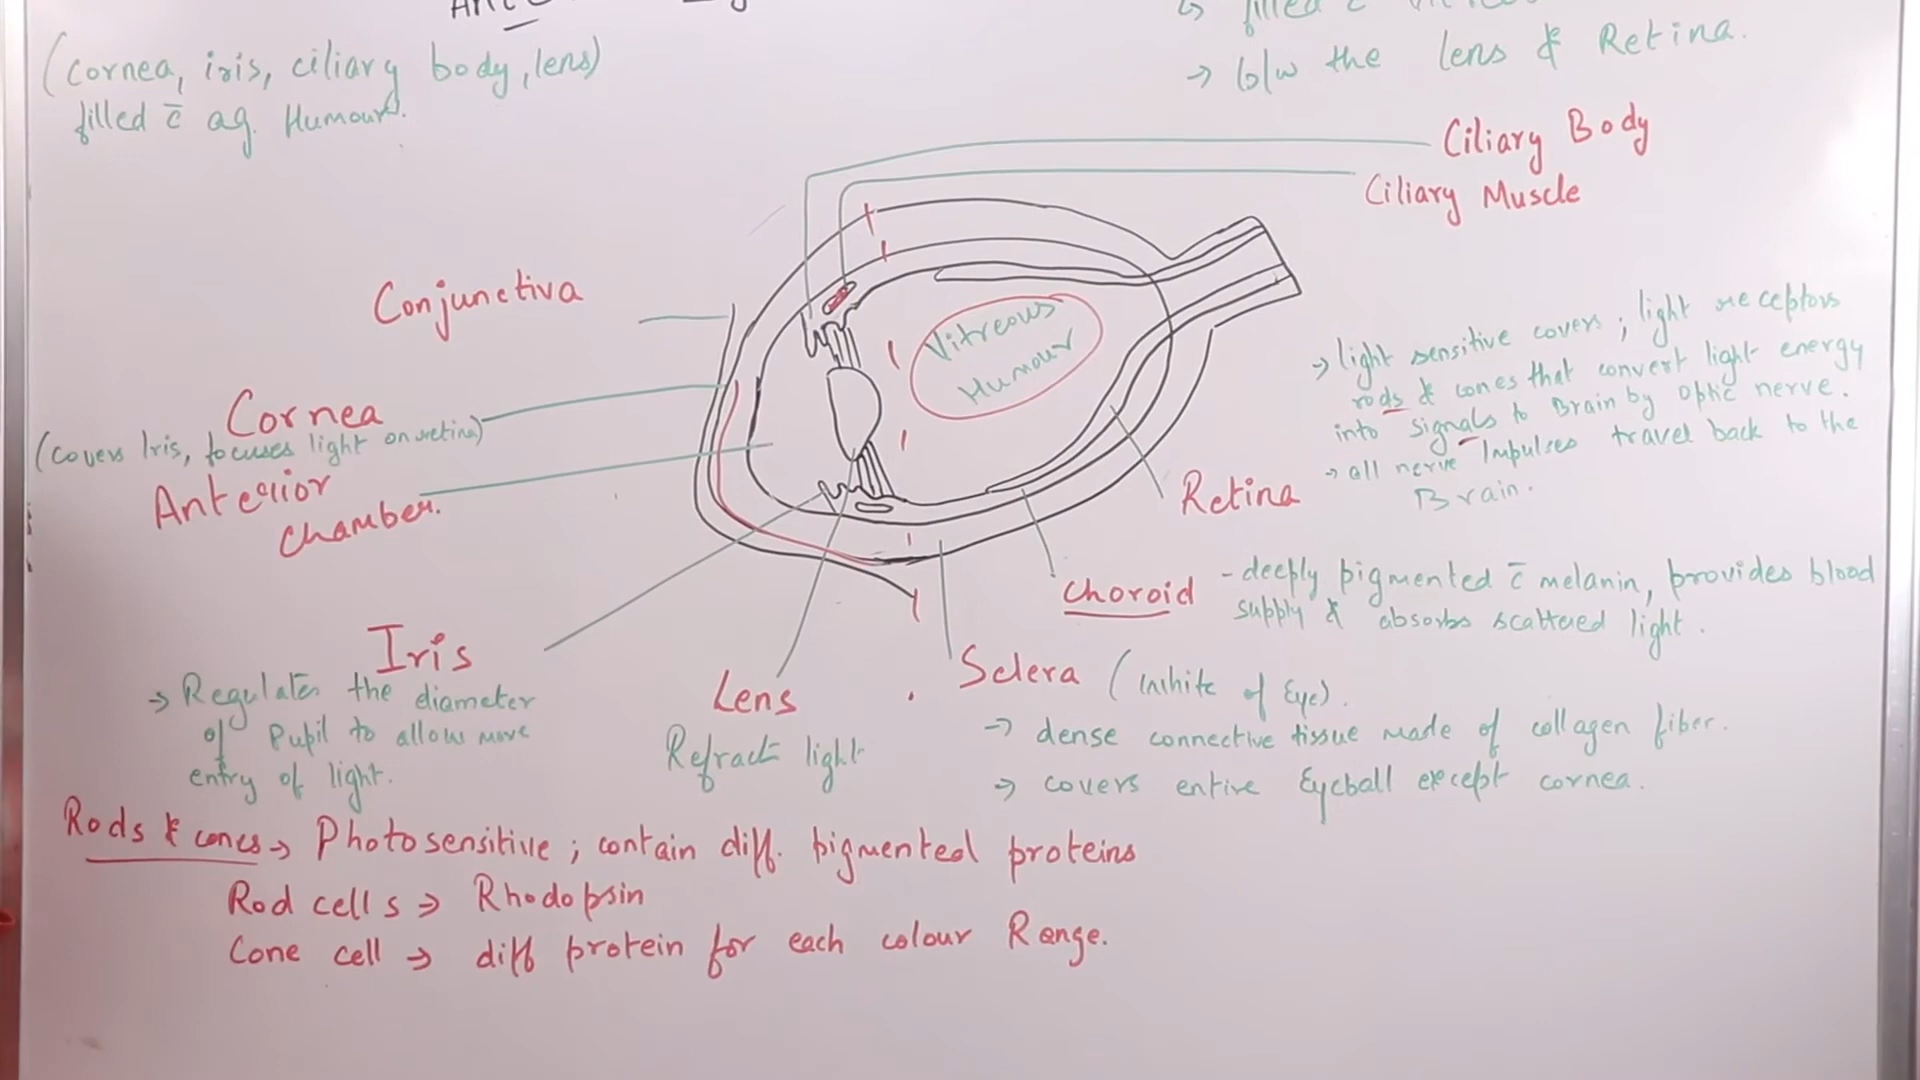 (cornea, iris, ciliary body, lens)
filled c̄ aq. Humour.
↳ filled c̄
→ b/w the lens & Retina.
Ciliary Body
Ciliary Muscle
Conjunctiva
Vitreous
Humour
Cornea
(covers Iris, focuses light on retina)
Anterior
chamber.
→ light sensitive covers; light receptors
rods & cones that convert light energy
into signals to Brain by optic nerve.
→ all nerve Impulses travel back to the
Brain.
Retina
Choroid - deeply pigmented c̄ melanin, provides blood
supply & absorbs scattered light.
Iris
→ Regulates the diameter
of Pupil to allow more
entry of light.
Lens
Refract light
Sclera (white of Eye).
→ dense connective tissue made of collagen fiber.
→ covers entire Eyeball except cornea.
Rods & cones → Photosensitive; contain diff. pigmented proteins
Rod cells → Rhodopsin
Cone cell → diff protein for each colour Range.